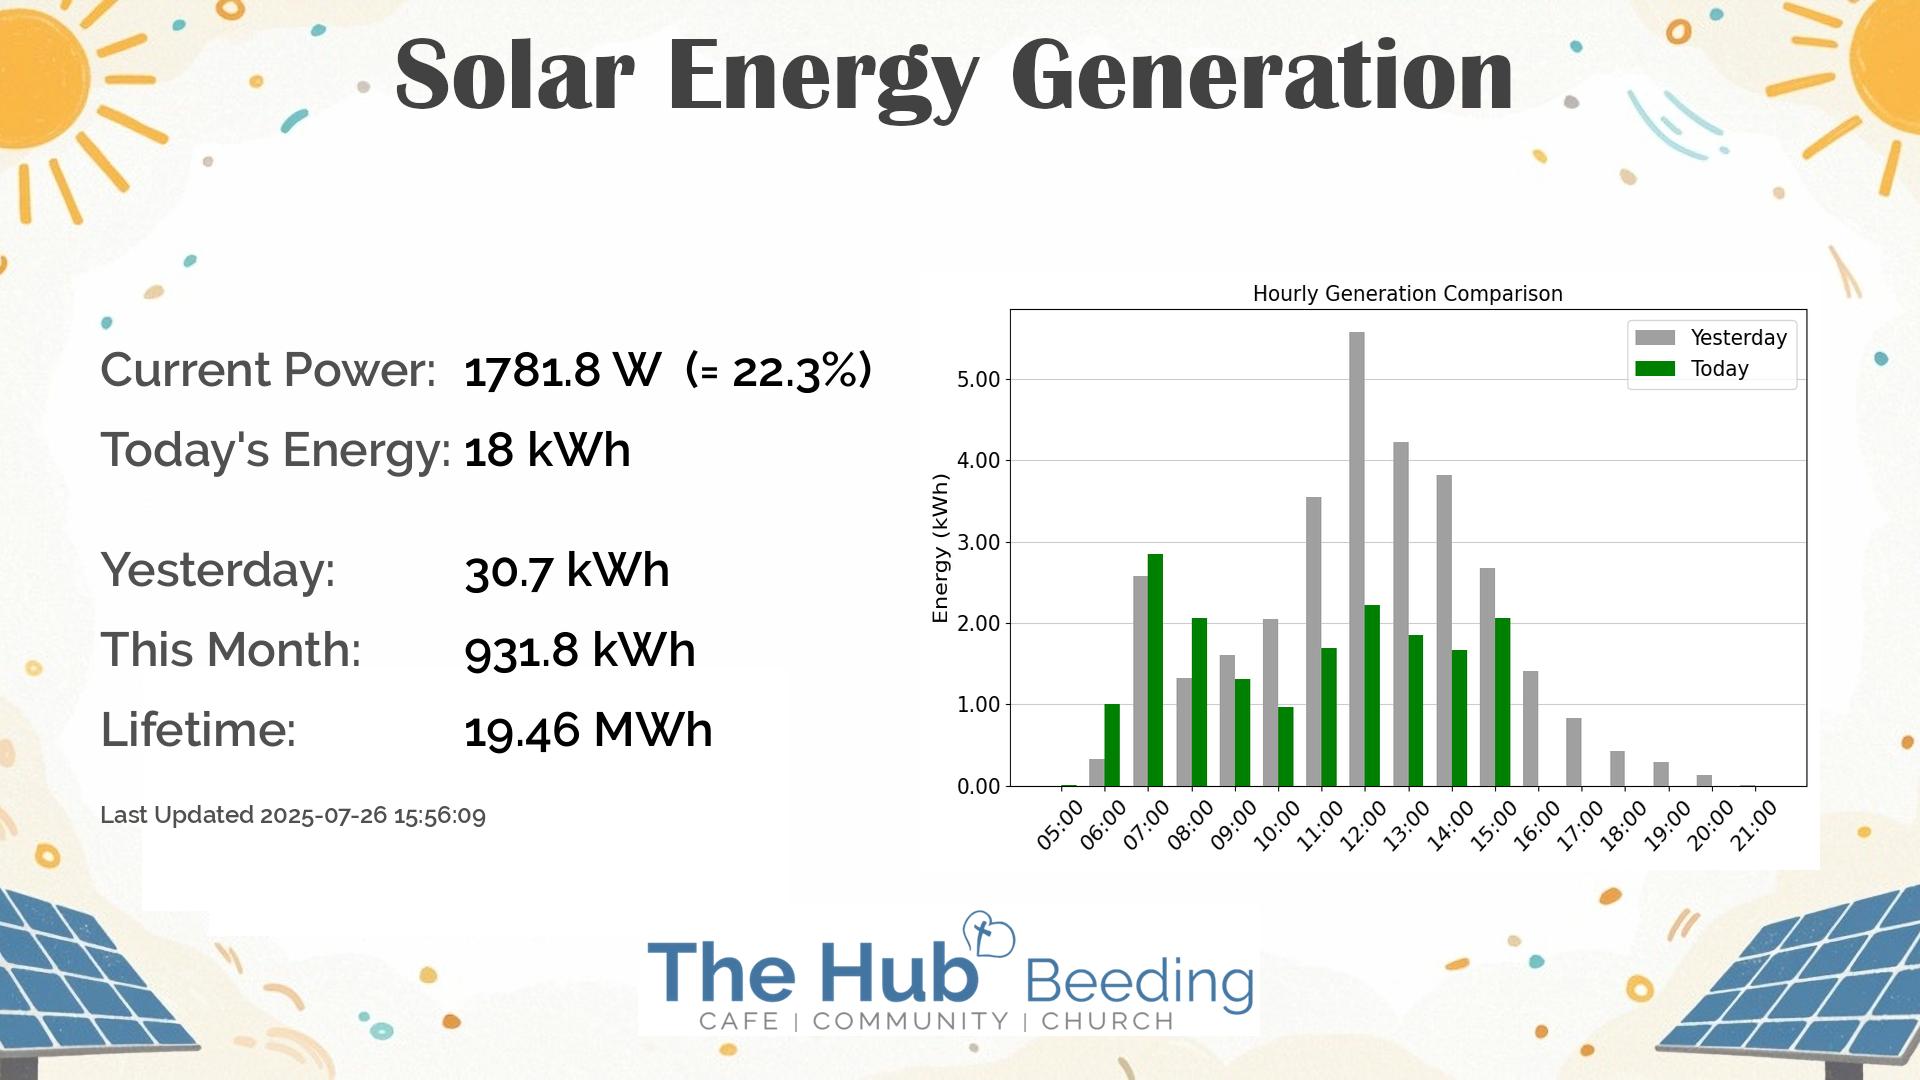 Solar Energy Generation
Current Power: 1781.8 W (= 22.3%)
Today's Energy: 18 kWh
Yesterday: 30.7 kWh
This Month: 931.8 kWh
Lifetime: 19.46 MWh
Last Updated 2025-07-26 15:56:09
Hourly Generation Comparison
Yesterday
Today
Energy (kWh)
5.00
4.00
3.00
2.00
1.00
0.00
05:00 06:00 07:00 08:00 09:00 10:00 11:00 12:00 13:00 14:00 15:00 16:00 17:00 18:00 19:00 20:00 21:00
The Hub Beeding
CAFE | COMMUNITY | CHURCH